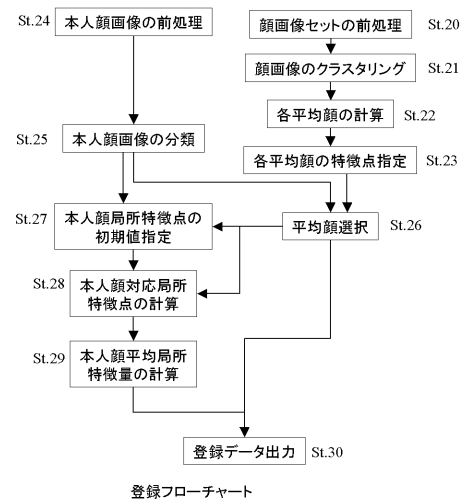 St.24
本人顔画像の前処理
顔画像セットの前処理
St.20
顔画像のクラスタリング
St.21
各平均顔の計算
St.22
St.25
本人顔画像の分類
各平均顔の特徴点指定
St.23
St.27
本人顔局所特徴点の
初期値指定
平均顔選択
St.26
St.28
本人顔対応局所
特徴点の計算
St.29
本人顔平均局所
特徴量の計算
登録データ出力
St.30
登録フローチャート